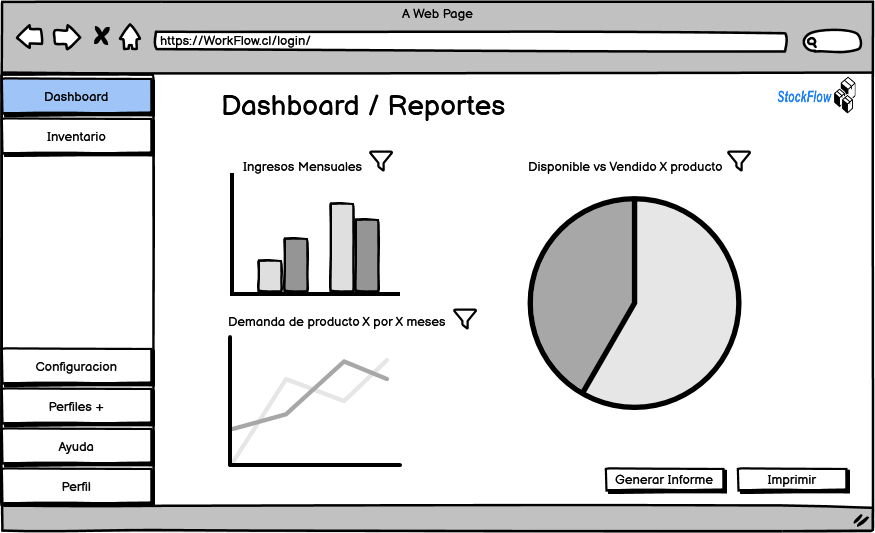 A Web Page
https://WorkFlow.cl/login/
Dashboard
Inventario
Configuracion
Perfiles +
Ayuda
Perfil
Dashboard / Reportes
StockFlow
Ingresos Mensuales
Disponible vs Vendido X producto
Demanda de producto X por X meses
Generar Informe
Imprimir